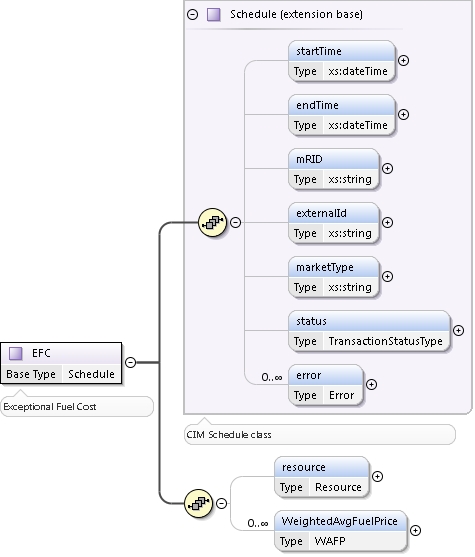 Schedule (extension base)
startTime
Type xs:dateTime
endTime
Type xs:dateTime
mRID
Type xs:string
externalId
Type xs:string
marketType
Type xs:string
status
Type TransactionStatusType
0..∞
error
Type Error
EFC
Base Type Schedule
Exceptional Fuel Cost
CIM Schedule class
resource
Type Resource
0..∞
WeightedAvgFuelPrice
Type WAFP